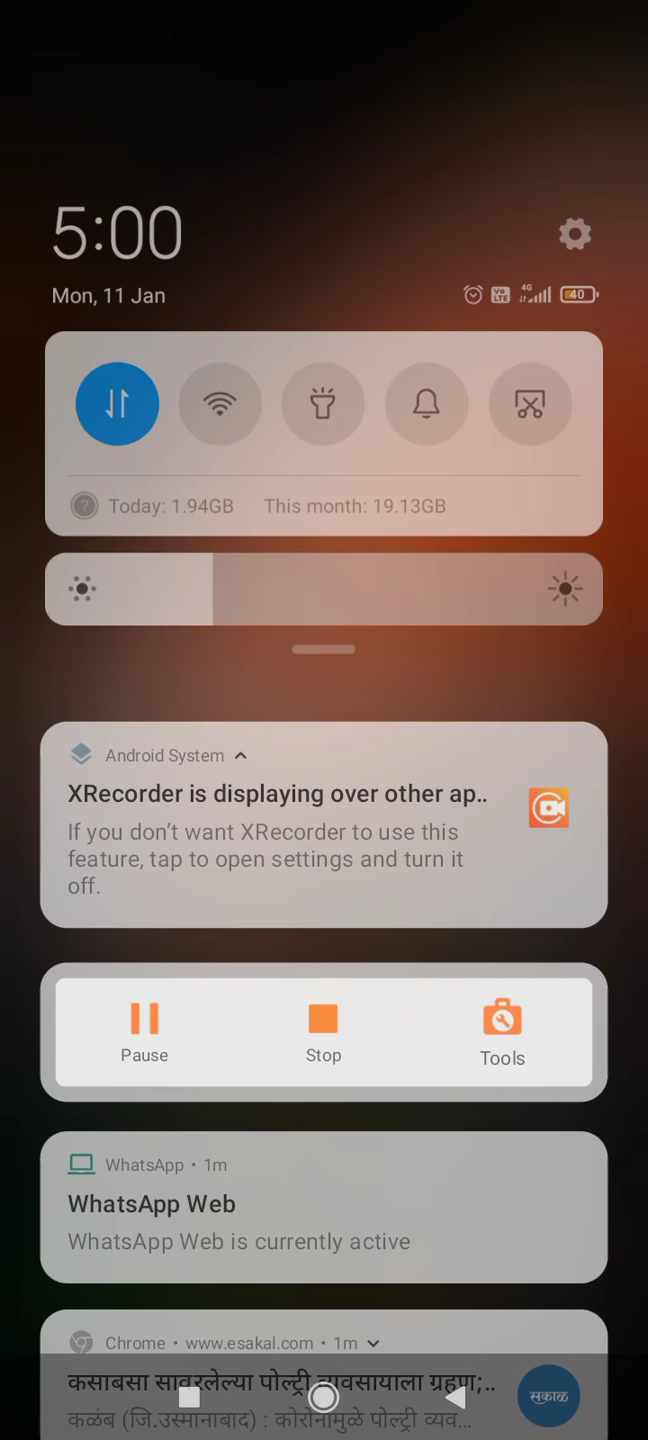 5:00
Mon, 11 Jan
Vo LTE 4G 40
Today: 1.94GB This month: 19.13GB
Android System
XRecorder is displaying over other ap..
If you don’t want XRecorder to use this
feature, tap to open settings and turn it
off.
Pause Stop Tools
WhatsApp • 1m
WhatsApp Web
WhatsApp Web is currently active
Chrome • www.esakal.com • 1m
कसाबसा सावरलेल्या पोल्ट्री व्यवसायाला ग्रहण;..
सकाळ
कळंब (जि.उस्मानाबाद) : कोरोनामुळे पोल्ट्री व्यव...